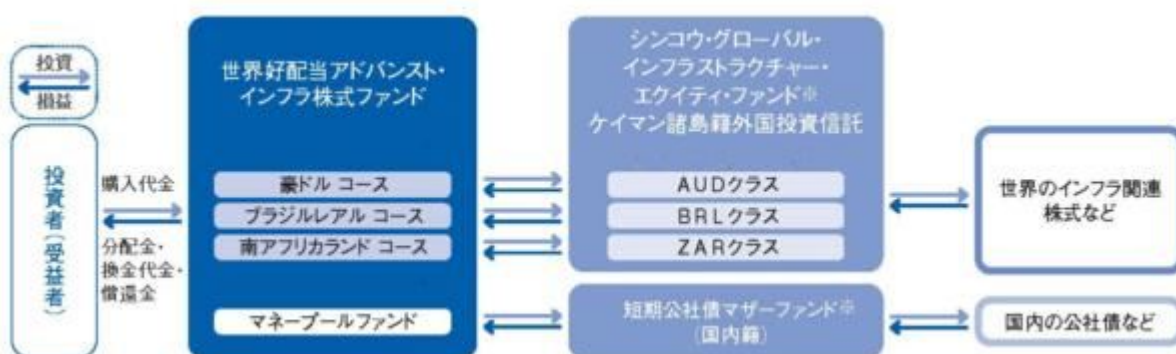 投資
損益
投資者(受益者)
購入代金
分配金・
換金代金・
償還金
世界好配当アドバンスト・
インフラ株式ファンド
豪ドル コース
ブラジルレアル コース
南アフリカランド コース
マネープールファンド
シンコウ・グローバル・
インフラストラクチャー・
エクイティ・ファンド※
ケイマン諸島籍外国投資信託
AUDクラス
BRLクラス
ZARクラス
短期公社債マザーファンド※
(国内籍)
世界のインフラ関連
株式など
国内の公社債など